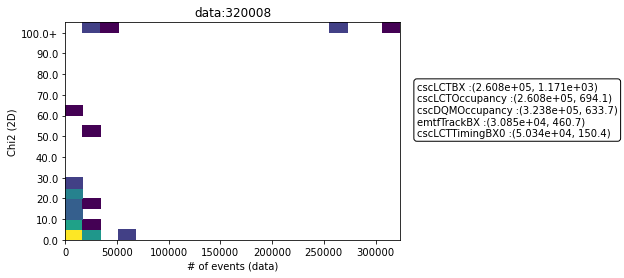 data:320008
Chi2 (2D)
100.0+
90.0
80.0
70.0
60.0
50.0
40.0
30.0
20.0
10.0
0.0
0
50000
100000
150000
200000
250000
300000
# of events (data)
cscLCTBX :(2.608e+05, 1.171e+03)
cscLCTOccupancy :(2.608e+05, 694.1)
cscDQMOccupancy :(3.238e+05, 633.7)
emtfTrackBX :(3.085e+04, 460.7)
cscLCTTimingBX0 :(5.034e+04, 150.4)